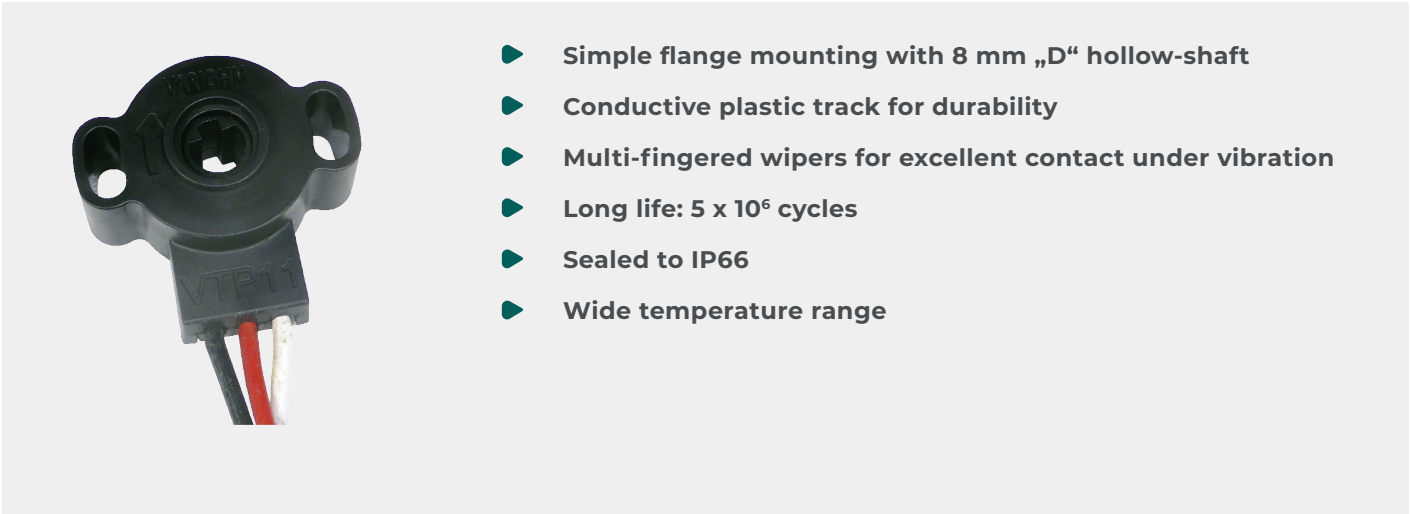 VARIOHM
VTP11
Simple flange mounting with 8 mm „D“ hollow-shaft
Conductive plastic track for durability
Multi-fingered wipers for excellent contact under vibration
Long life: 5 x 10⁶ cycles
Sealed to IP66
Wide temperature range